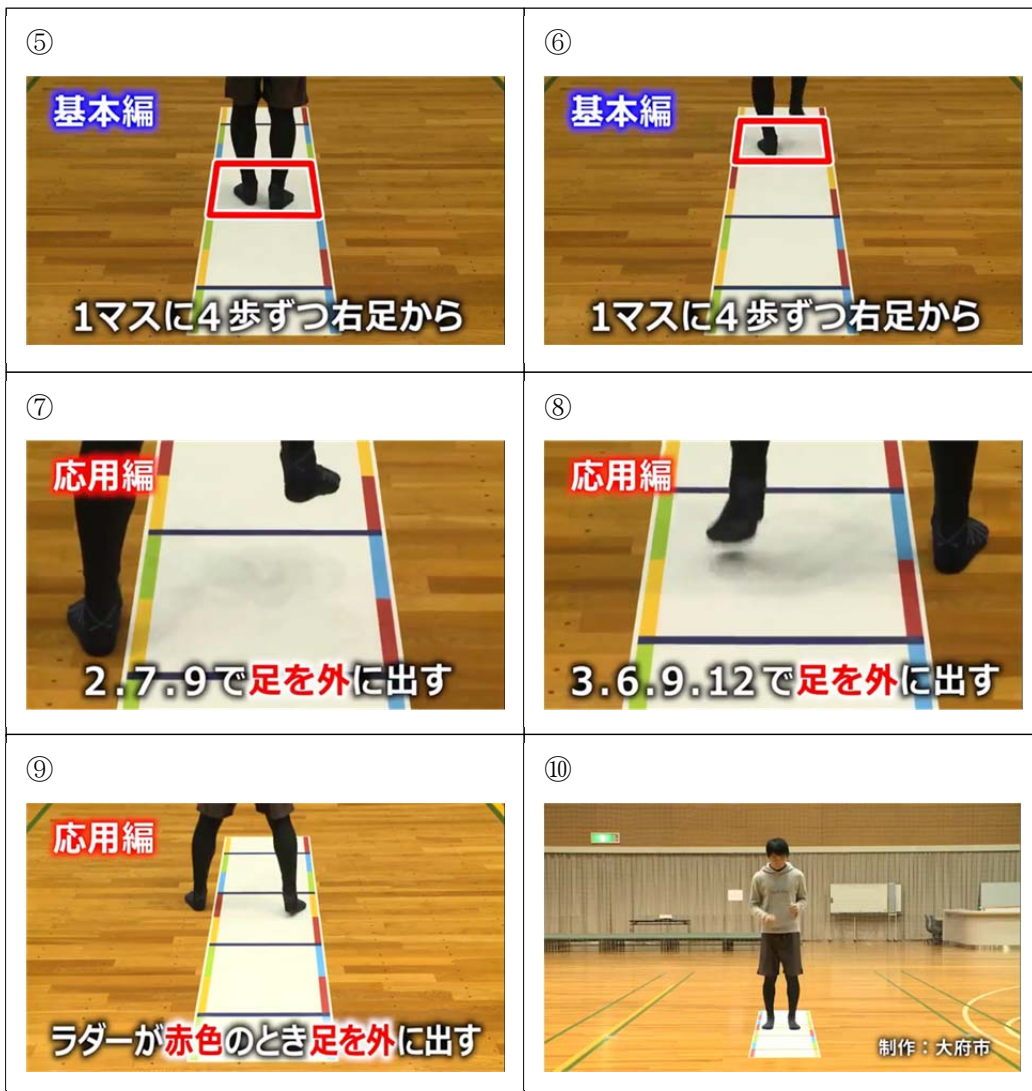 ⑤
基本編
1マスに4歩ずつ右足から
⑥
基本編
1マスに4歩ずつ右足から
⑦
応用編
2.7.9で足を外に出す
⑧
応用編
3.6.9.12で足を外に出す
⑨
応用編
ラダーが赤色のとき足を外に出す
⑩
制作：大府市